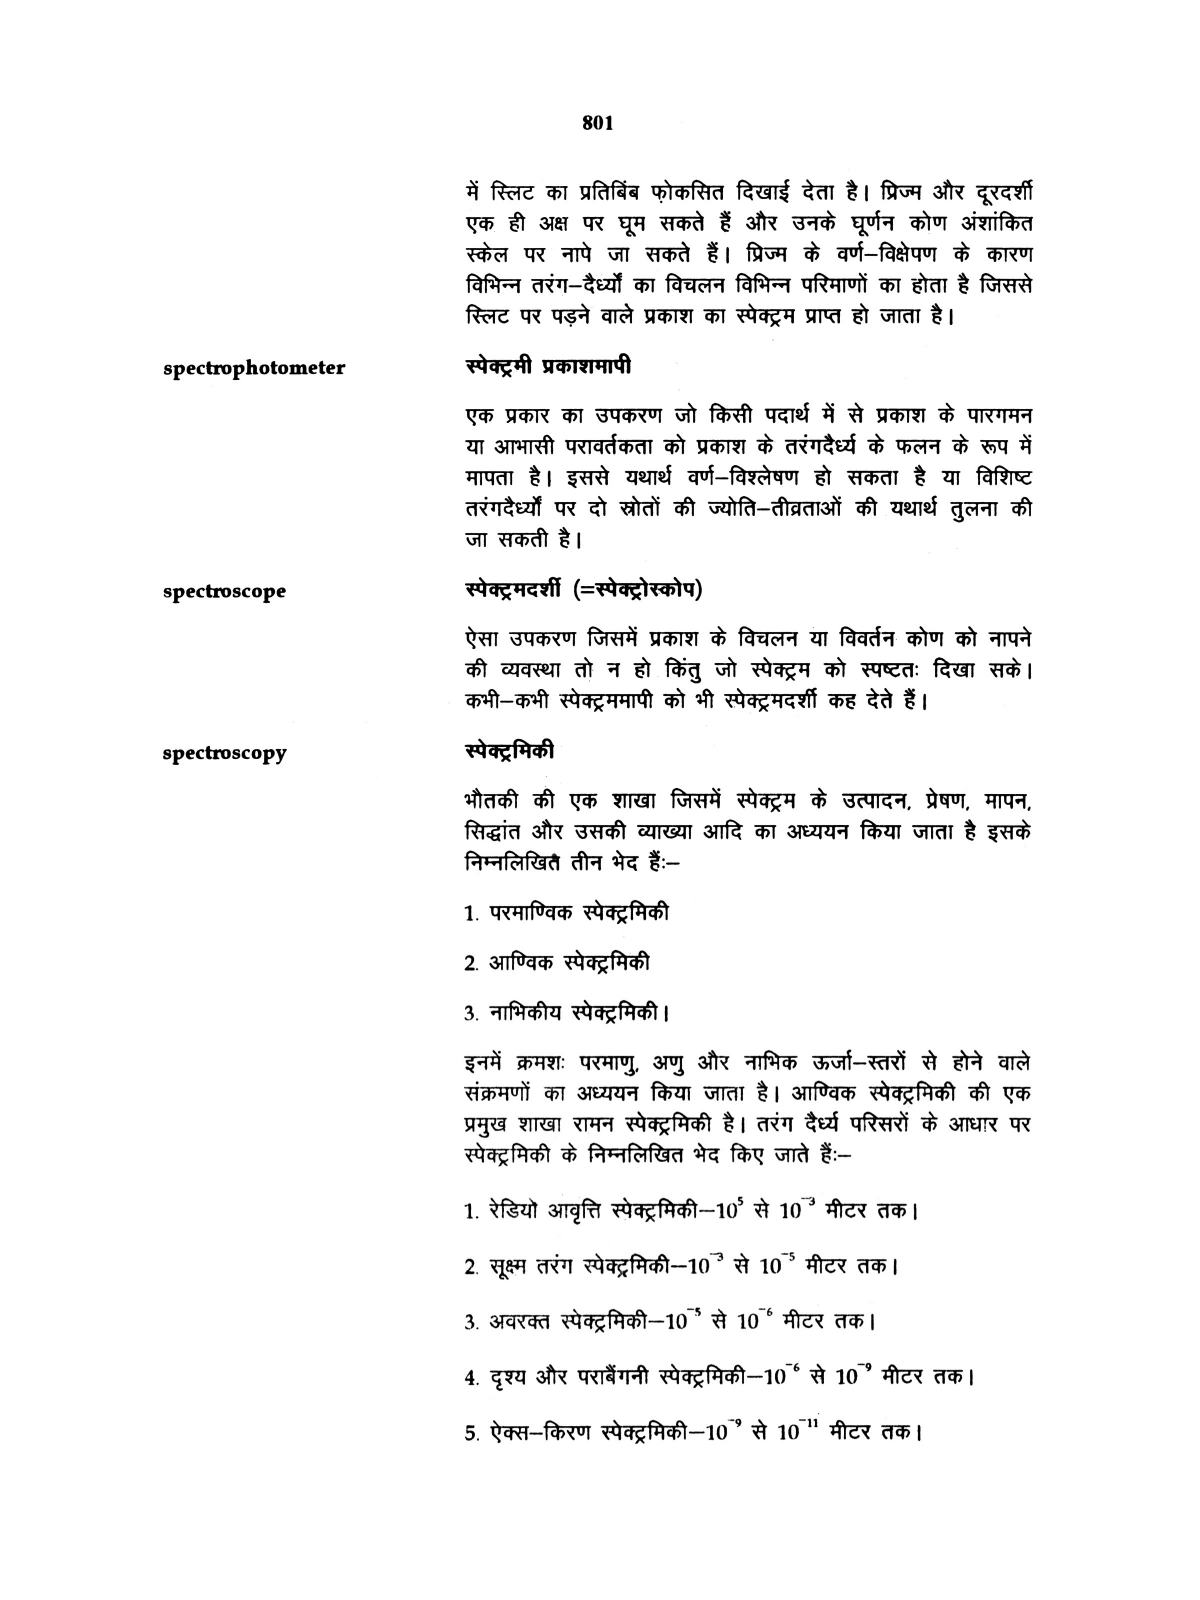 801
में स्लिट का प्रतिबिंब फ़ोकसित दिखाई देता है। प्रिज्म और दूरदर्शी
एक ही अक्ष पर घूम सकते हैं और उनके घूर्णन कोण अंशांकित
स्केल पर नापे जा सकते हैं। प्रिज्म के वर्ण–विक्षेपण के कारण
विभिन्न तरंग–दैर्ध्यों का विचलन विभिन्न परिमाणों का होता है जिससे
स्लिट पर पड़ने वाले प्रकाश का स्पेक्ट्रम प्राप्त हो जाता है।
spectrophotometer स्पेक्ट्रमी प्रकाशमापी
एक प्रकार का उपकरण जो किसी पदार्थ में से प्रकाश के पारगमन
या आभासी परावर्तकता को प्रकाश के तरंगदैर्ध्य के फलन के रूप में
मापता है। इससे यथार्थ वर्ण–विश्लेषण हो सकता है या विशिष्ट
तरंगदैर्ध्यों पर दो स्रोतों की ज्योति–तीव्रताओं की यथार्थ तुलना की
जा सकती है।
spectroscope स्पेक्ट्रमदर्शी (=स्पेक्ट्रोस्कोप)
ऐसा उपकरण जिसमें प्रकाश के विचलन या विवर्तन कोण को नापने
की व्यवस्था तो न हो किंतु जो स्पेक्ट्रम को स्पष्टतः दिखा सके।
कभी–कभी स्पेक्ट्रममापी को भी स्पेक्ट्रमदर्शी कह देते हैं।
spectroscopy स्पेक्ट्रमिकी
भौतकी की एक शाखा जिसमें स्पेक्ट्रम के उत्पादन, प्रेषण, मापन,
सिद्धांत और उसकी व्याख्या आदि का अध्ययन किया जाता है इसके
निम्नलिखित तीन भेद हैंः–
1. परमाण्विक स्पेक्ट्रमिकी
2. आण्विक स्पेक्ट्रमिकी
3. नाभिकीय स्पेक्ट्रमिकी।
इनमें क्रमशः परमाणु, अणु और नाभिक ऊर्जा–स्तरों से होने वाले
संक्रमणों का अध्ययन किया जाता है। आण्विक स्पेक्ट्रमिकी की एक
प्रमुख शाखा रामन स्पेक्ट्रमिकी है। तरंग दैर्ध्य परिसरों के आधार पर
स्पेक्ट्रमिकी के निम्नलिखित भेद किए जाते हैंः–
1. रेडियो आवृत्ति स्पेक्ट्रमिकी–10⁵ से 10⁻³ मीटर तक।
2. सूक्ष्म तरंग स्पेक्ट्रमिकी–10⁻³ से 10⁻⁵ मीटर तक।
3. अवरक्त स्पेक्ट्रमिकी–10⁻⁵ से 10⁻⁶ मीटर तक।
4. दृश्य और पराबैंगनी स्पेक्ट्रमिकी–10⁻⁶ से 10⁻⁹ मीटर तक।
5. ऐक्स–किरण स्पेक्ट्रमिकी–10⁻⁹ से 10⁻¹¹ मीटर तक।